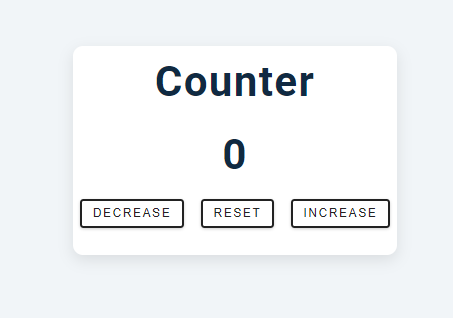 Counter
0
DECREASE RESET INCREASE